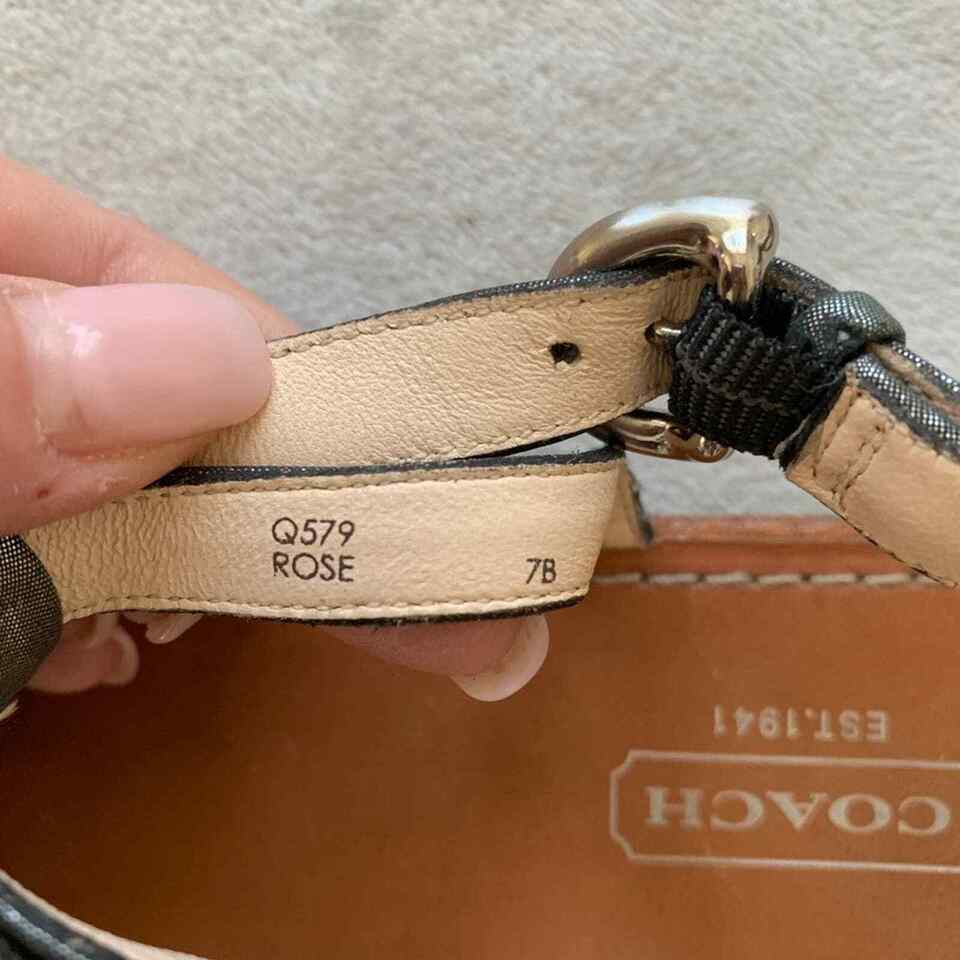 Q579
ROSE
7B
EST.1941
COACH